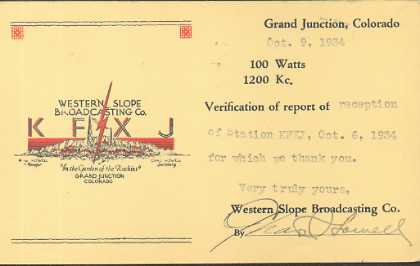 WESTERN SLOPE
BROADCASTING Co.
K F X J
"In the Garden of the Rockies"
GRAND JUNCTION
COLORADO
Grand Junction, Colorado
Oct. 9, 1934
100 Watts
1200 Kc.
Verification of report of reception
of Station KFXJ, Oct. 6, 1934
for which we thank you.
Very truly yours,
Western Slope Broadcasting Co.
By Howell